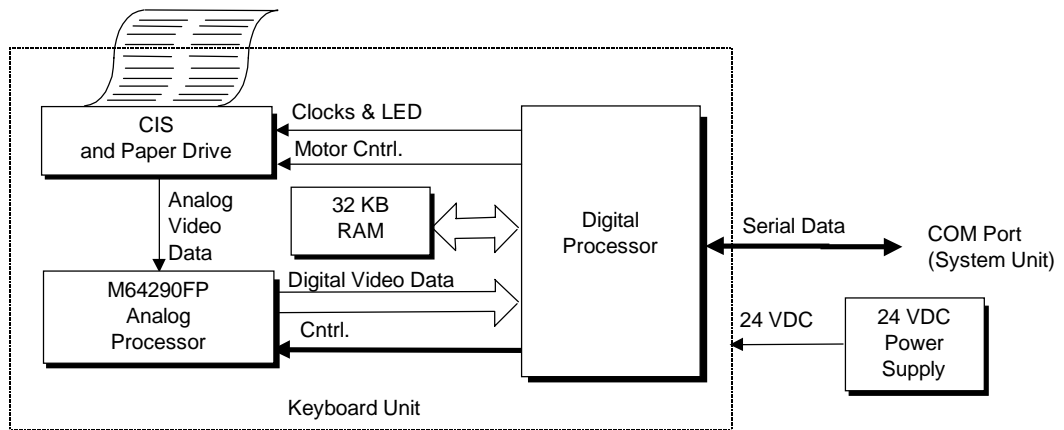 CIS
and Paper Drive
Clocks & LED
Motor Cntrl.
Analog
Video
Data
32 KB
RAM
Digital
Processor
Serial Data
COM Port
(System Unit)
M64290FP
Analog
Processor
Digital Video Data
Cntrl.
24 VDC
24 VDC
Power
Supply
Keyboard Unit